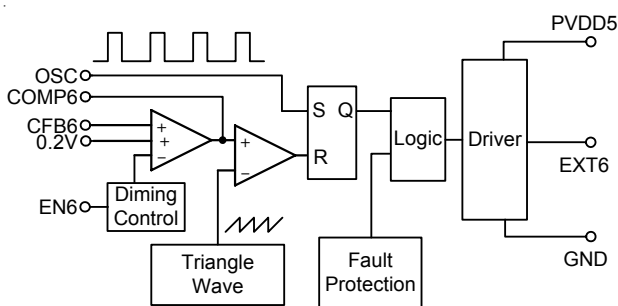 PVDD5
OSC
COMP6
CFB6
0.2V
EN6
+
+
−
Diming
Control
+
−
Triangle
Wave
S Q
R
Logic
Fault
Protection
Driver
EXT6
GND